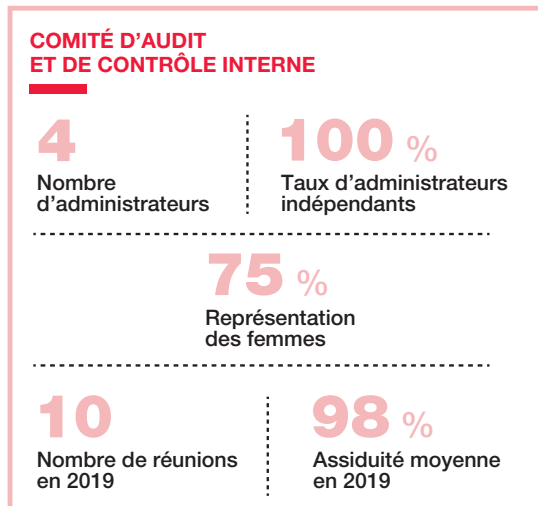 COMITÉ D'AUDIT
ET DE CONTRÔLE INTERNE
4
Nombre
d'administrateurs
100 %
Taux d'administrateurs
indépendants
75 %
Représentation
des femmes
10
Nombre de réunions
en 2019
98 %
Assiduité moyenne
en 2019